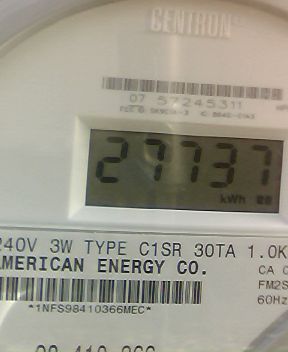 CENTRON
07 57245311
27737
kWh
240V 3W TYPE C1SR 30TA 1.0K
AMERICAN ENERGY CO.
CA
FM2S
60Hz
*1NFS98410366MEC*